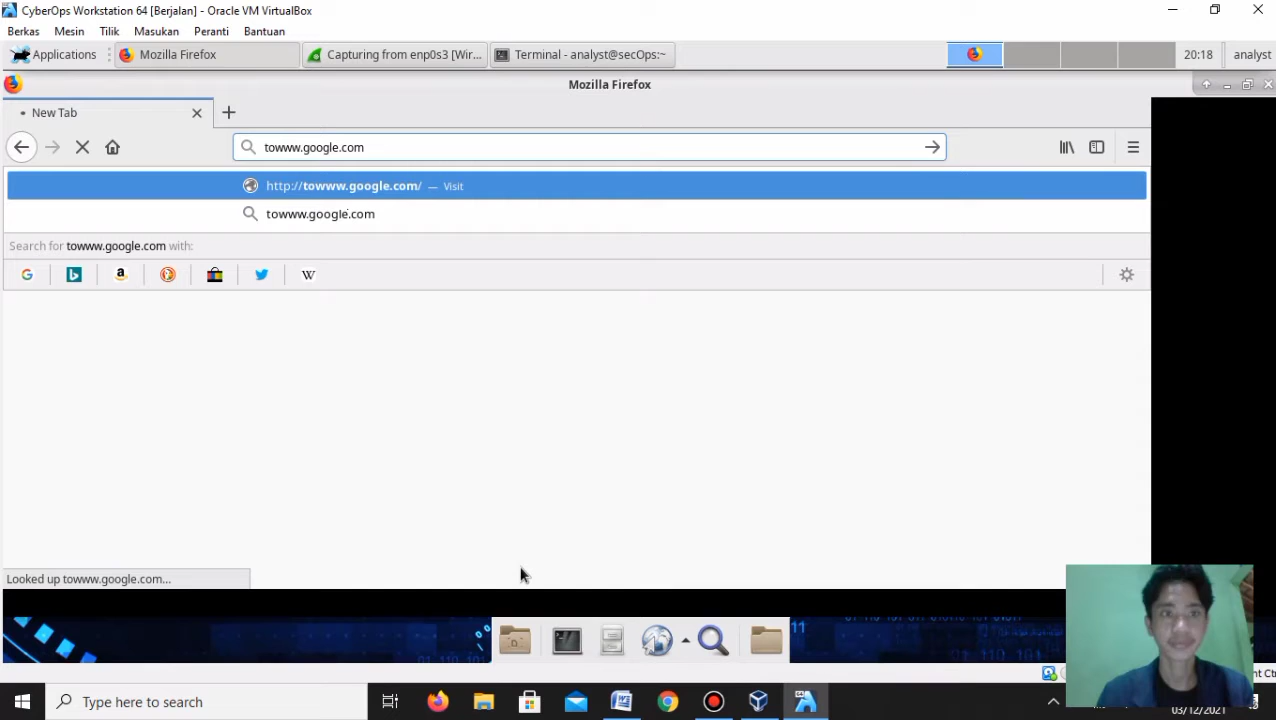 CyberOps Workstation 64 [Berjalan] - Oracle VM VirtualBox
Berkas Mesin Tilik Masukan Peranti Bantuan
Applications Mozilla Firefox Capturing from enp0s3 [Wir... Terminal - analyst@secOps:~ 20:18 analyst
Mozilla Firefox
New Tab
towww.google.com
http://towww.google.com/ — Visit
towww.google.com
Search for towww.google.com with:
Looked up towww.google.com...
Type here to search
03/12/2021